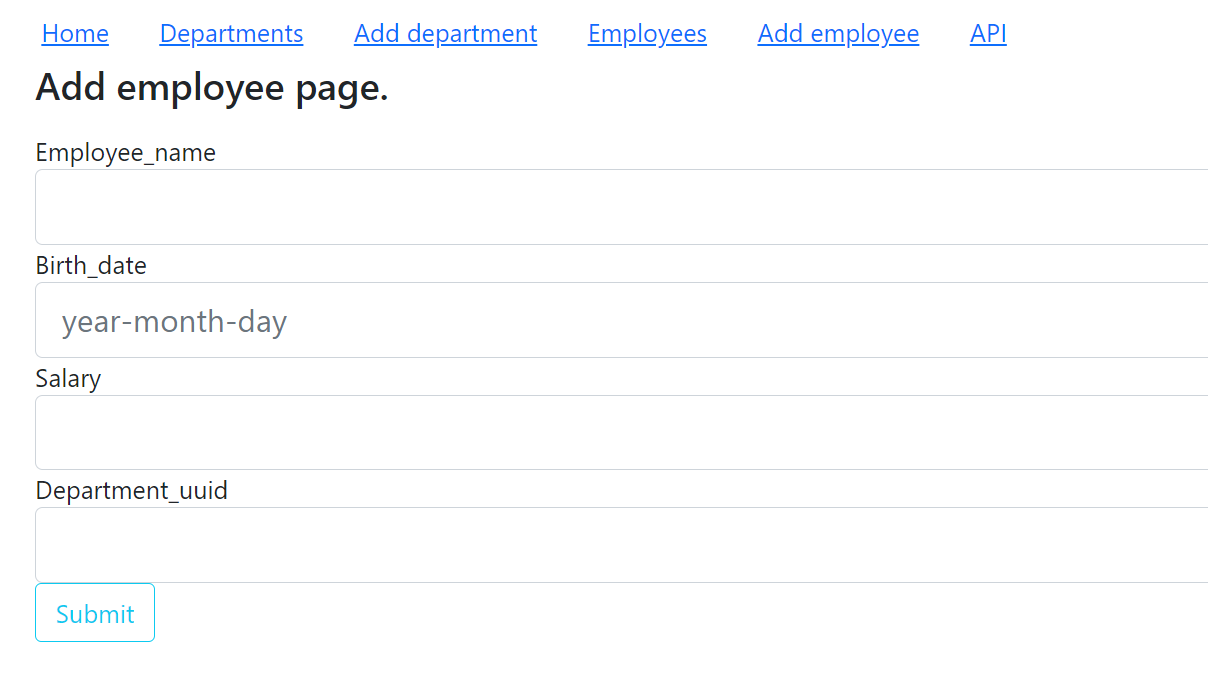 Home Departments Add department Employees Add employee API
Add employee page.
Employee_name
Birth_date
year-month-day
Salary
Department_uuid
Submit